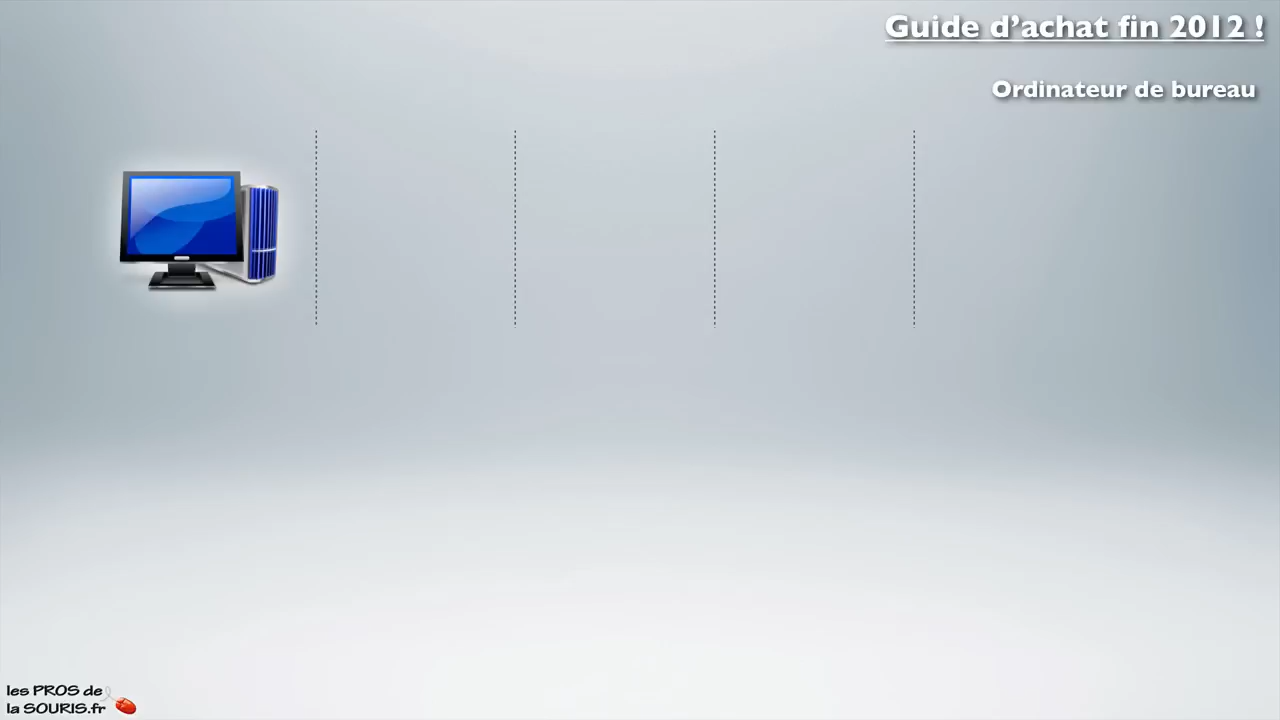 Guide d’achat fin 2012 !
Ordinateur de bureau
les PROS de
la SOURIS.fr